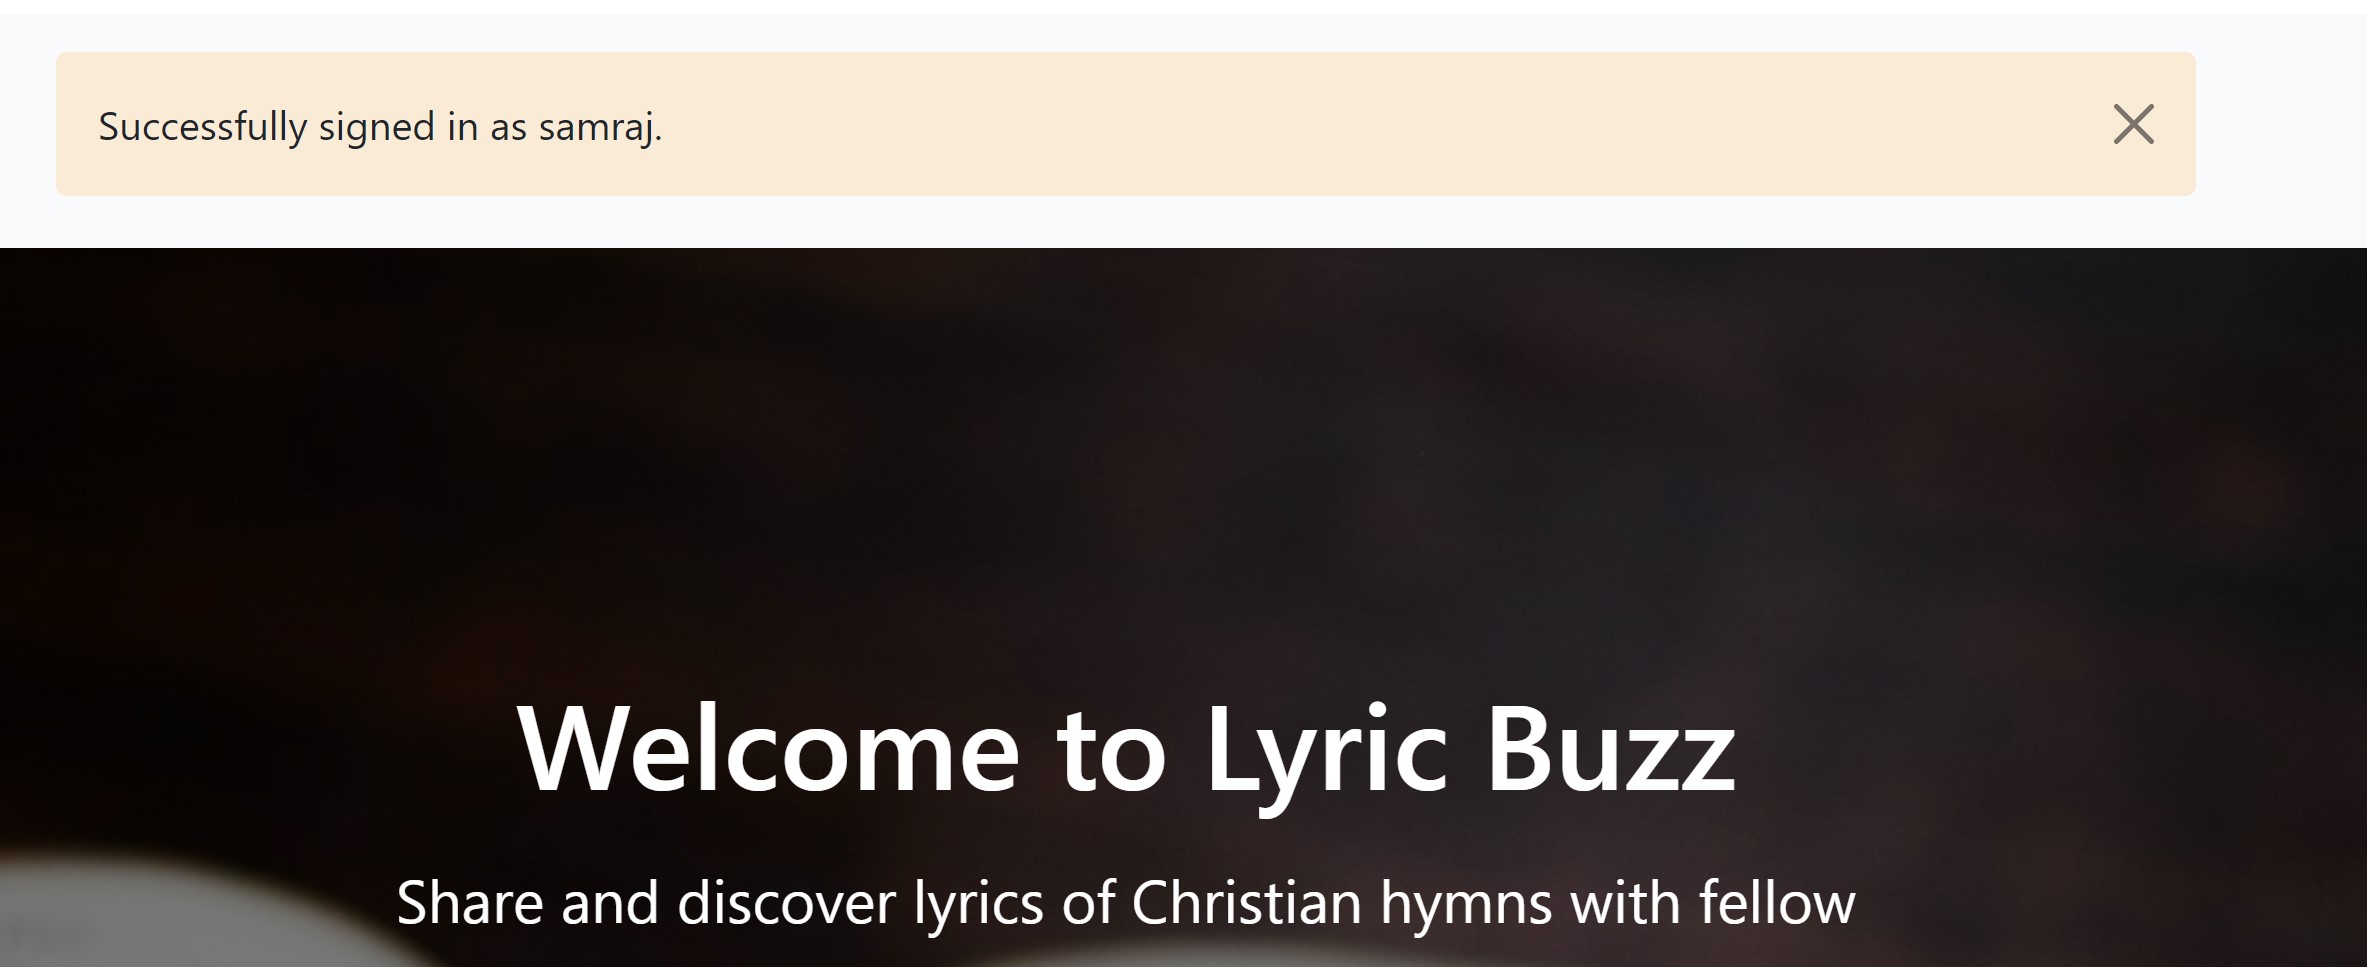 Successfully signed in as samraj.
Welcome to Lyric Buzz
Share and discover lyrics of Christian hymns with fellow